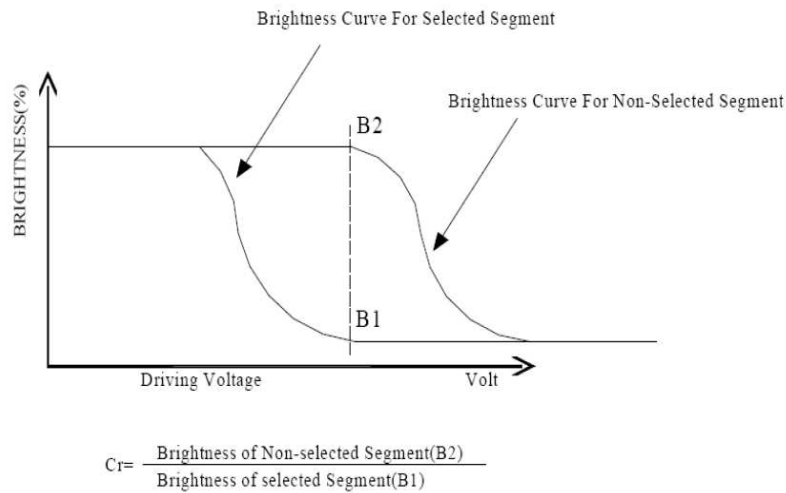 Brightness Curve For Selected Segment
Brightness Curve For Non-Selected Segment
BRIGHTNESS(%)
B2
B1
Driving Voltage
Volt
Cr=
Brightness of Non-selected Segment(B2)
Brightness of selected Segment(B1)